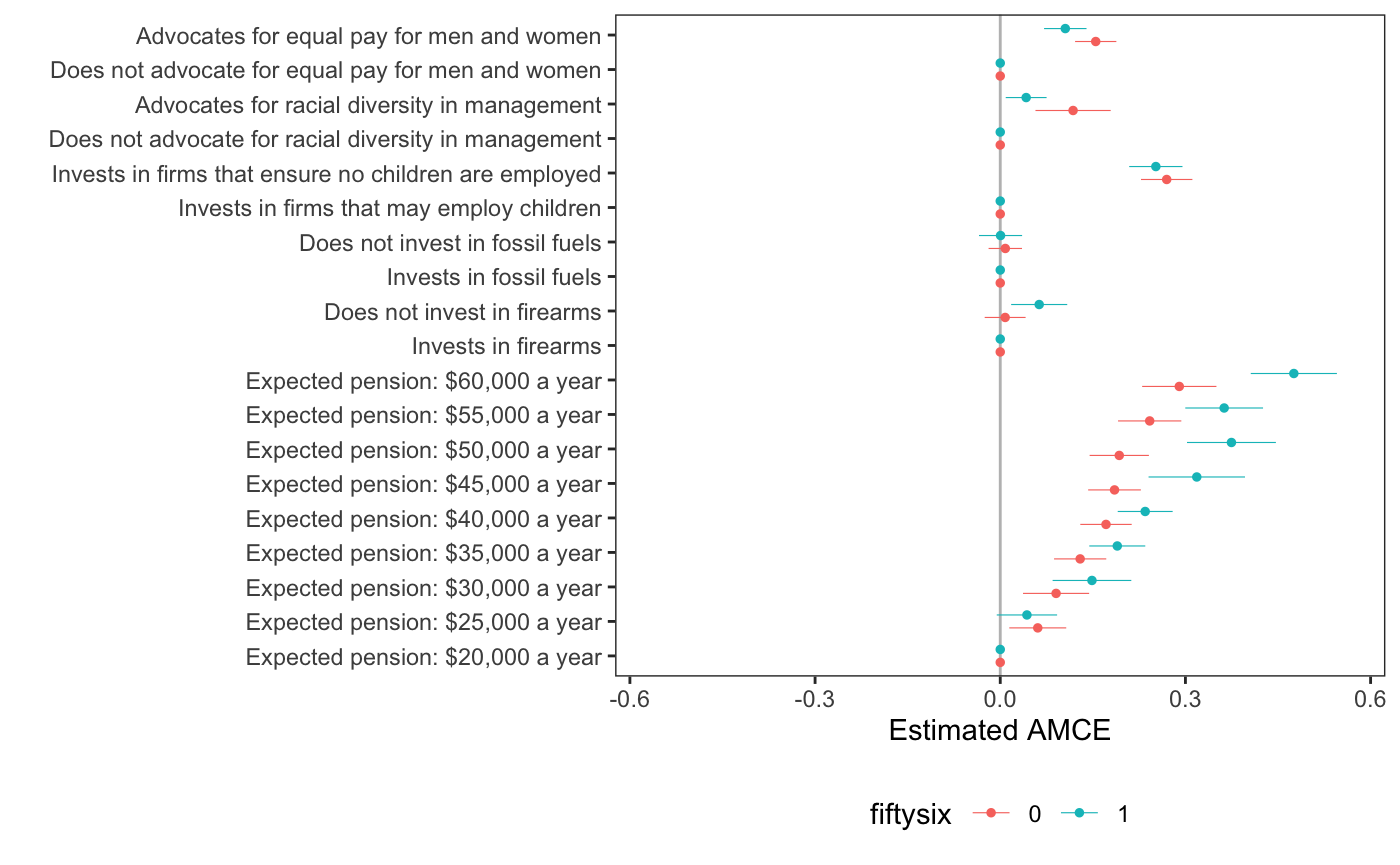 Advocates for equal pay for men and women
Does not advocate for equal pay for men and women
Advocates for racial diversity in management
Does not advocate for racial diversity in management
Invests in firms that ensure no children are employed
Invests in firms that may employ children
Does not invest in fossil fuels
Invests in fossil fuels
Does not invest in firearms
Invests in firearms
Expected pension: $60,000 a year
Expected pension: $55,000 a year
Expected pension: $50,000 a year
Expected pension: $45,000 a year
Expected pension: $40,000 a year
Expected pension: $35,000 a year
Expected pension: $30,000 a year
Expected pension: $25,000 a year
Expected pension: $20,000 a year
-0.6 -0.3 0.0 0.3 0.6
Estimated AMCE
fiftysix 0 1